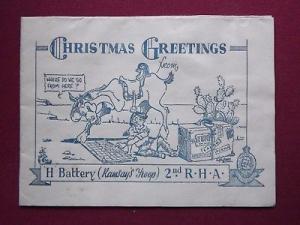 CHRISTMAS GREETINGS
from,
WHERE DO WE GO
FROM HERE?
H Battery (Ramsay's Troop) 2nd R·H·A·